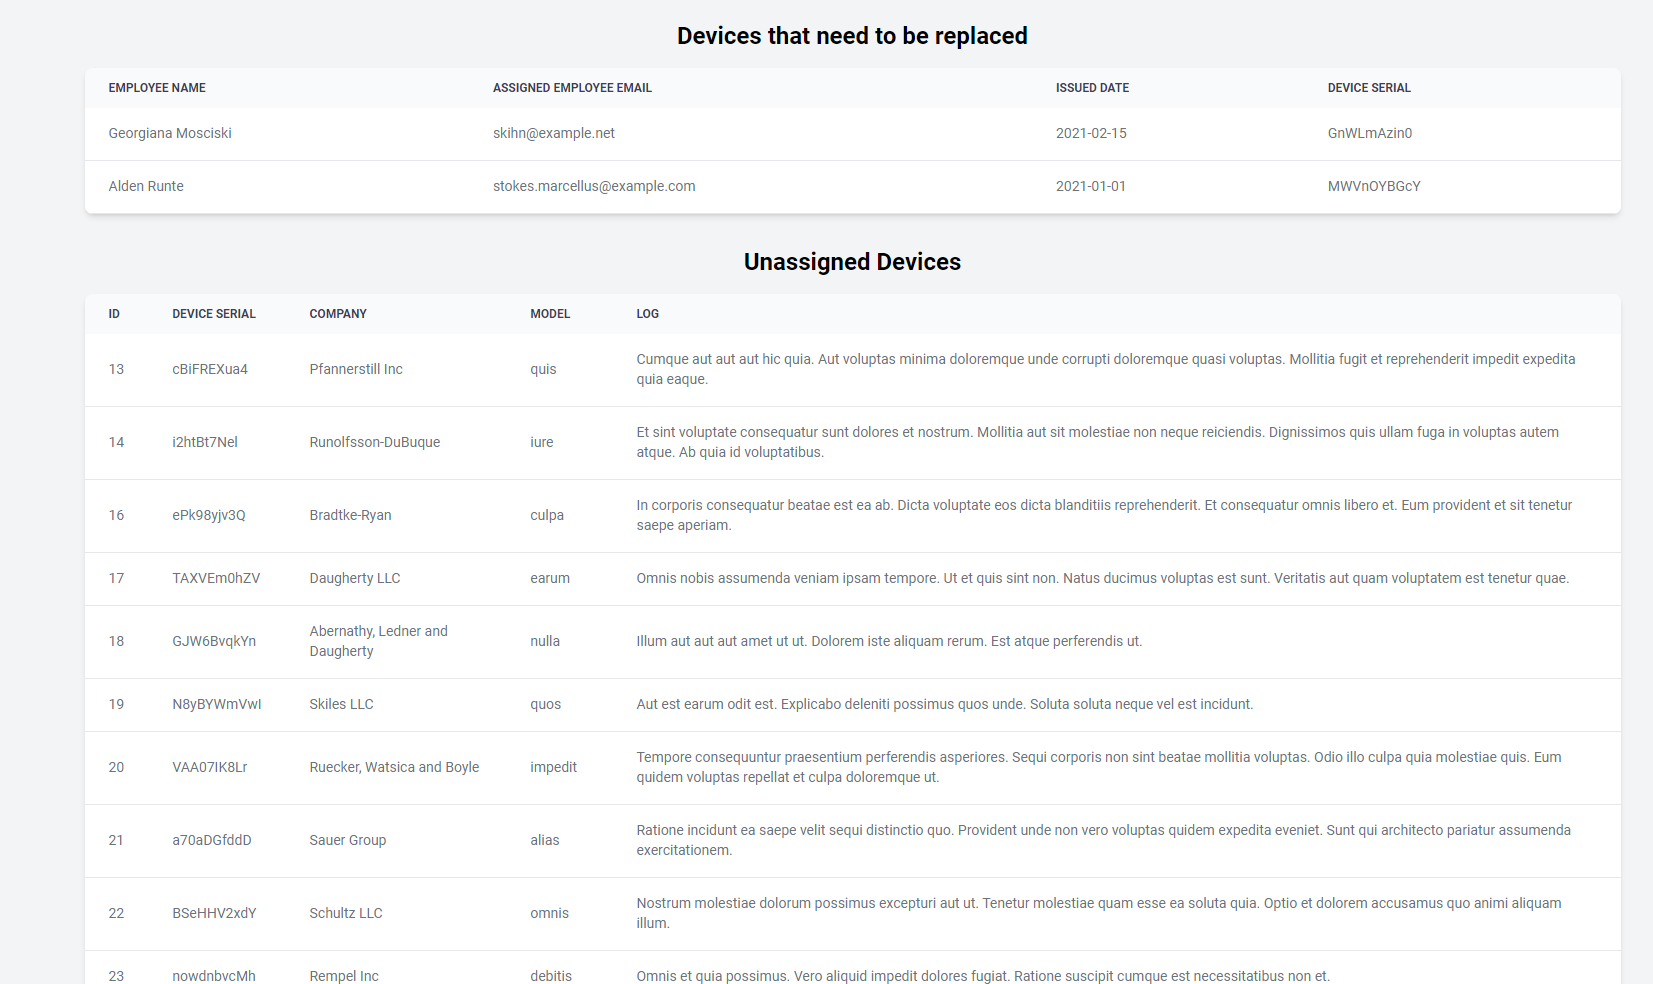 Devices that need to be replaced
EMPLOYEE NAME ASSIGNED EMPLOYEE EMAIL ISSUED DATE DEVICE SERIAL
Georgiana Mosciski skihn@example.net 2021-02-15 GnWLmAzin0
Alden Runte stokes.marcellus@example.com 2021-01-01 MWVnOYBGcY
Unassigned Devices
ID DEVICE SERIAL COMPANY MODEL LOG
13 cBiFREXua4 Pfannerstill Inc quis Cumque aut aut aut hic quia. Aut voluptas minima doloremque unde corrupti doloremque quasi voluptas. Mollitia fugit et reprehenderit impedit expedita
quia eaque.
14 i2htBt7Nel Runolfsson-DuBuque iure Et sint voluptate consequatur sunt dolores et nostrum. Mollitia aut sit molestiae non neque reiciendis. Dignissimos quis ullam fuga in voluptas autem
atque. Ab quia id voluptatibus.
16 ePk98yjv3Q Bradtke-Ryan culpa In corporis consequatur beatae est ea ab. Dicta voluptate eos dicta blanditiis reprehenderit. Et consequatur omnis libero et. Eum provident et sit tenetur
saepe aperiam.
17 TAXVEm0hZV Daugherty LLC earum Omnis nobis assumenda veniam ipsam tempore. Ut et quis sint non. Natus ducimus voluptas est sunt. Veritatis aut quam voluptatem est tenetur quae.
18 GJW6BvqkYn Abernathy, Ledner and
Daugherty nulla Illum aut aut aut amet ut ut. Dolorem iste aliquam rerum. Est atque perferendis ut.
19 N8yBYWmVwI Skiles LLC quos Aut est earum odit est. Explicabo deleniti possimus quos unde. Soluta soluta neque vel est incidunt.
20 VAA07IK8Lr Ruecker, Watsica and Boyle impedit Tempore consequuntur praesentium perferendis asperiores. Sequi corporis non sint beatae mollitia voluptas. Odio illo culpa quia molestiae quis. Eum
quidem voluptas repellat et culpa doloremque ut.
21 a70aDGfddD Sauer Group alias Ratione incidunt ea saepe velit sequi distinctio quo. Provident unde non vero voluptas quidem expedita eveniet. Sunt qui architecto pariatur assumenda
exercitationem.
22 BSeHHV2xdY Schultz LLC omnis Nostrum molestiae dolorum possimus excepturi aut ut. Tenetur molestiae quam esse ea soluta quia. Optio et dolorem accusamus quo animi aliquam
illum.
23 nowdnbvcMh Rempel Inc debitis Omnis et quia possimus. Vero aliquid impedit dolores fugiat. Ratione suscipit cumque est necessitatibus non et.